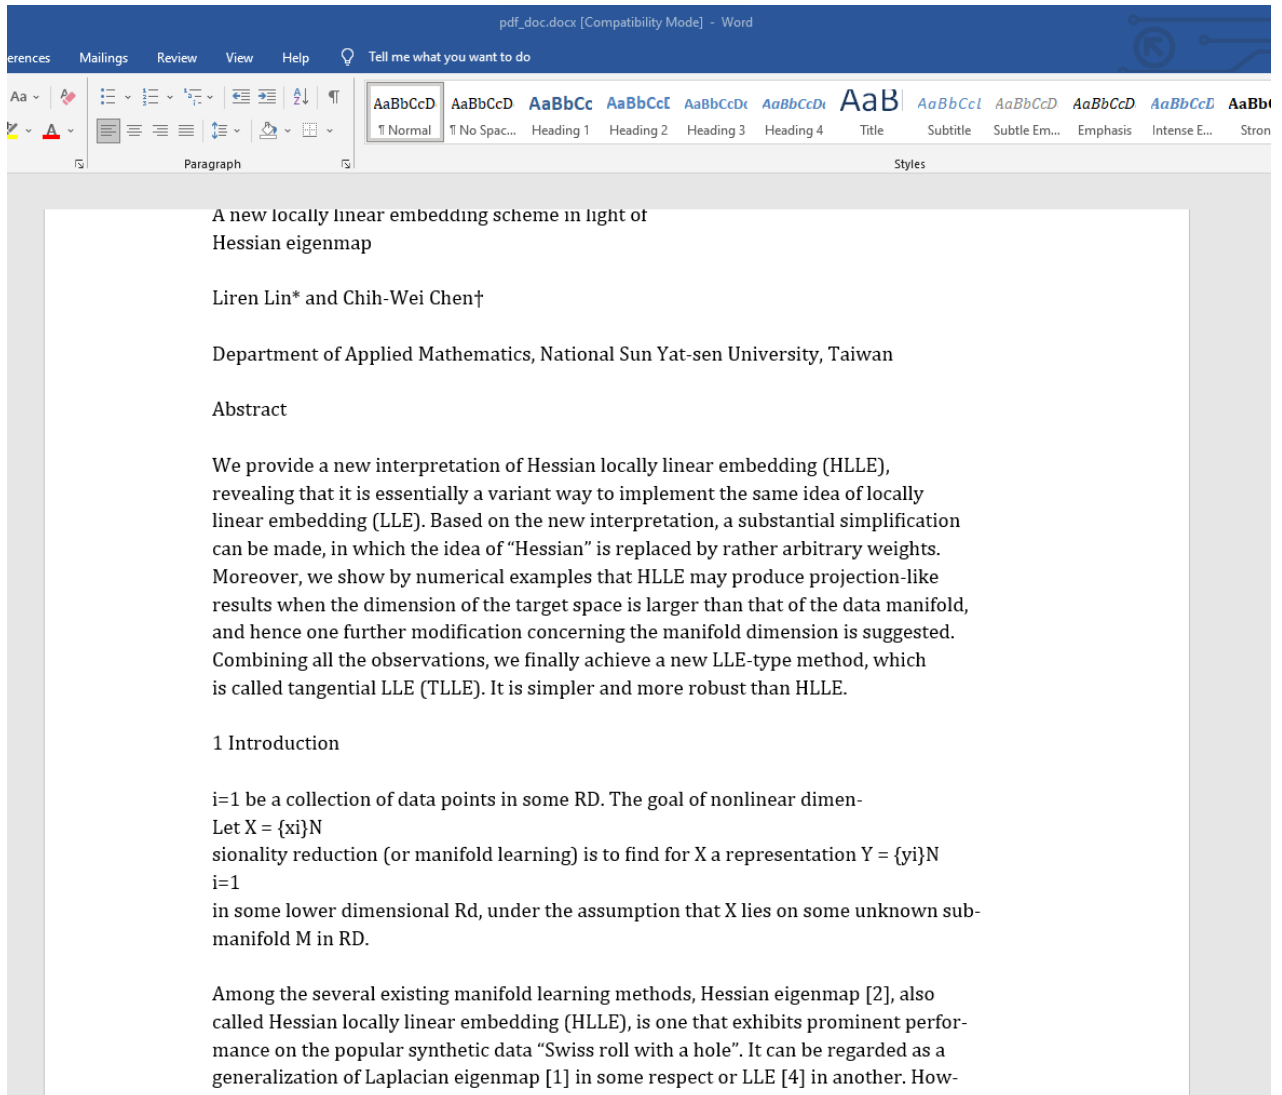 pdf_doc.docx [Compatibility Mode] - Word
erences Mailings Review View Help Tell me what you want to do
Aa
AaBbCcD AaBbCcD AaBbCc AaBbCcD AaBbCcDc AaBbCcDc AaB AaBbCcD AaBbCcD AaBbCcD AaBbCcD AaBb
¶ Normal ¶ No Spac... Heading 1 Heading 2 Heading 3 Heading 4 Title Subtitle Subtle Em... Emphasis Intense E... Stron
Paragraph Styles
A new locally linear embedding scheme in light of
Hessian eigenmap
Liren Lin* and Chih-Wei Chen†
Department of Applied Mathematics, National Sun Yat-sen University, Taiwan
Abstract
We provide a new interpretation of Hessian locally linear embedding (HLLE),
revealing that it is essentially a variant way to implement the same idea of locally
linear embedding (LLE). Based on the new interpretation, a substantial simplification
can be made, in which the idea of “Hessian” is replaced by rather arbitrary weights.
Moreover, we show by numerical examples that HLLE may produce projection-like
results when the dimension of the target space is larger than that of the data manifold,
and hence one further modification concerning the manifold dimension is suggested.
Combining all the observations, we finally achieve a new LLE-type method, which
is called tangential LLE (TLLE). It is simpler and more robust than HLLE.
1 Introduction
i=1 be a collection of data points in some RD. The goal of nonlinear dimen-
Let X = {xi}N
sionality reduction (or manifold learning) is to find for X a representation Y = {yi}N
i=1
in some lower dimensional Rd, under the assumption that X lies on some unknown sub-
manifold M in RD.
Among the several existing manifold learning methods, Hessian eigenmap [2], also
called Hessian locally linear embedding (HLLE), is one that exhibits prominent perfor-
mance on the popular synthetic data “Swiss roll with a hole”. It can be regarded as a
generalization of Laplacian eigenmap [1] in some respect or LLE [4] in another. How-